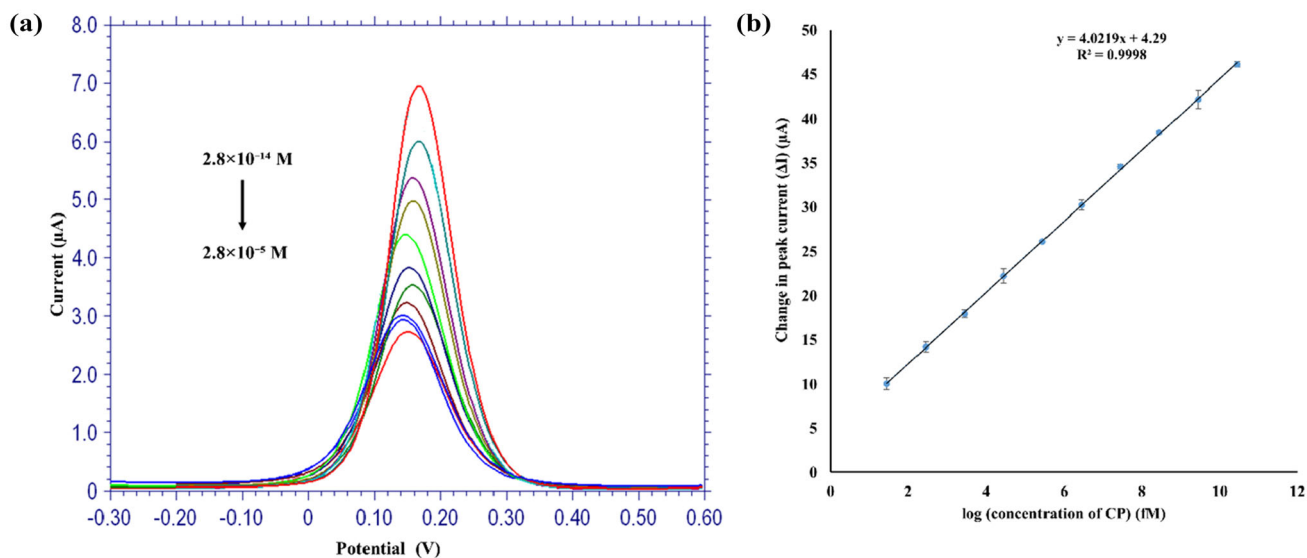 (a)
8.0
7.0
6.0
5.0
4.0
3.0
2.0
1.0
0
Current (µA)
2.8×10⁻¹⁴ M
2.8×10⁻⁵ M
-0.30 -0.20 -0.10 0 0.10 0.20 0.30 0.40 0.50 0.60
Potential (V)
(b)
y = 4.0219x + 4.29
R² = 0.9998
50
45
40
35
30
25
20
15
10
5
0
Change in peak current (ΔI) (µA)
0 2 4 6 8 10 12
log (concentration of CP) (fM)